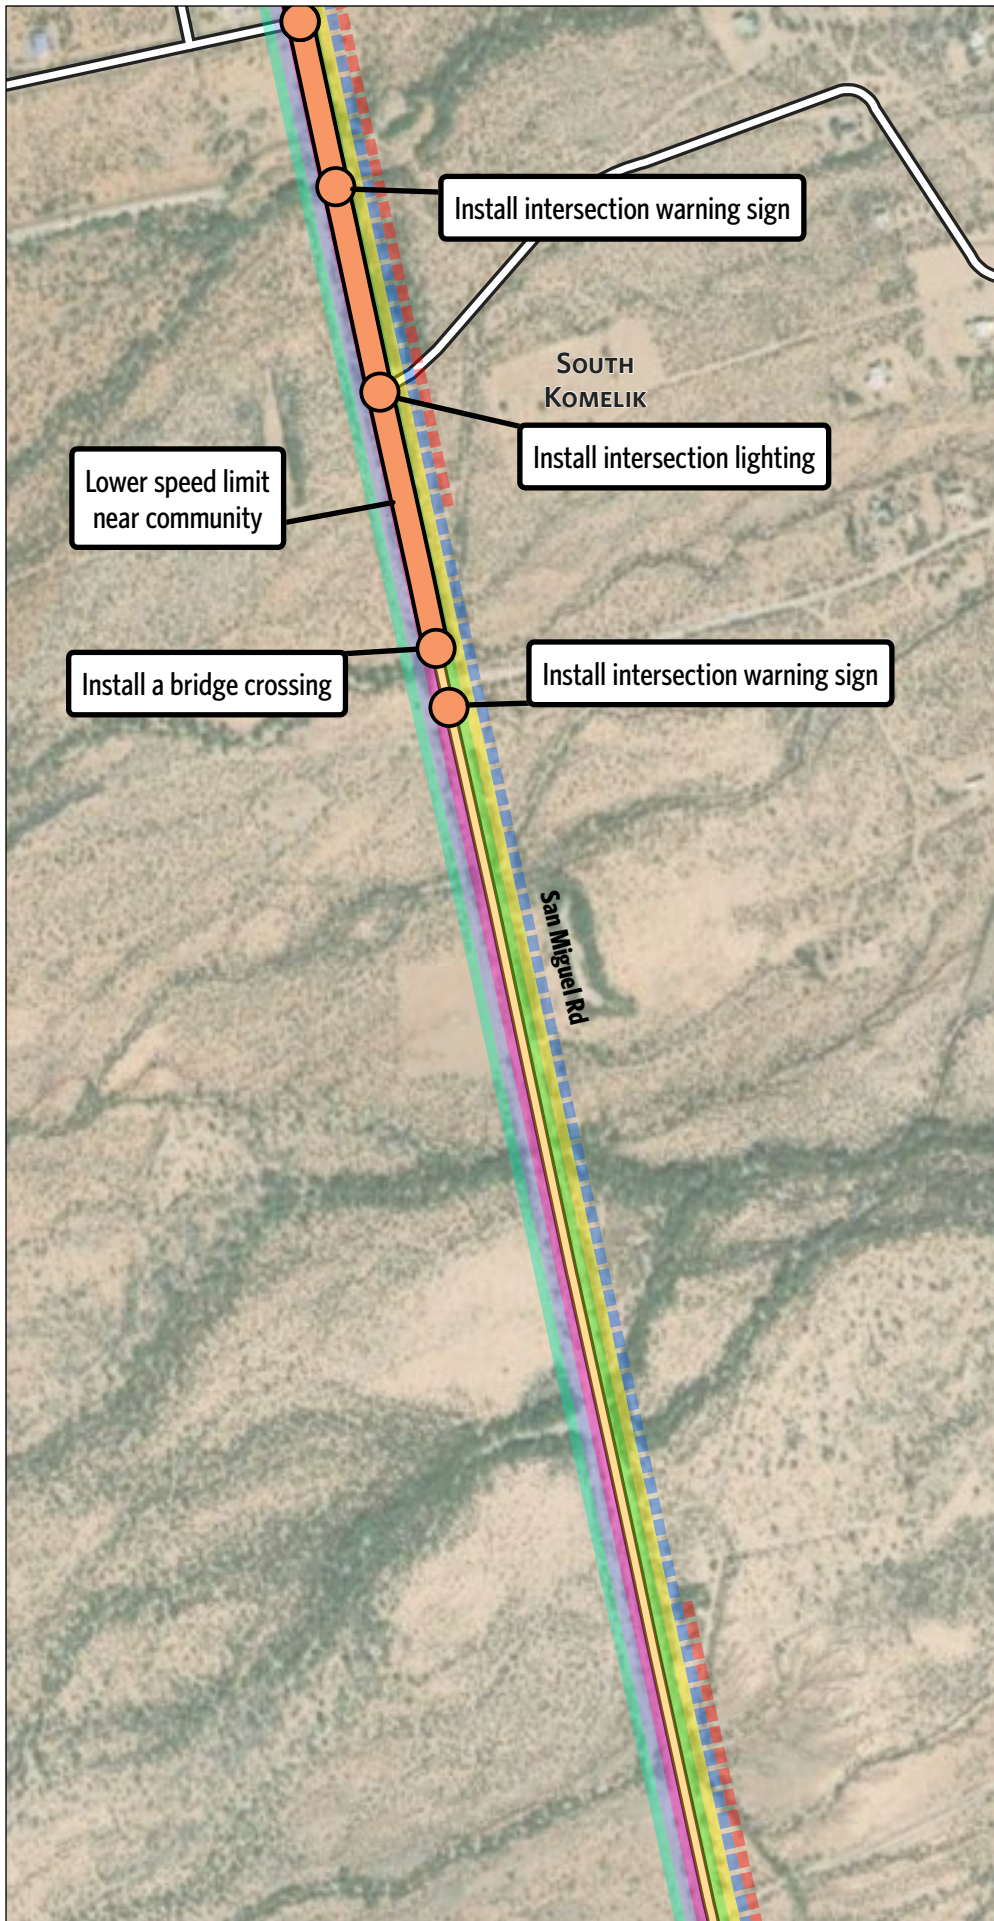 Install intersection warning sign
SOUTH
KOMELIK
Install intersection lighting
Lower speed limit
near community
Install a bridge crossing
Install intersection warning sign
San Miguel Rd